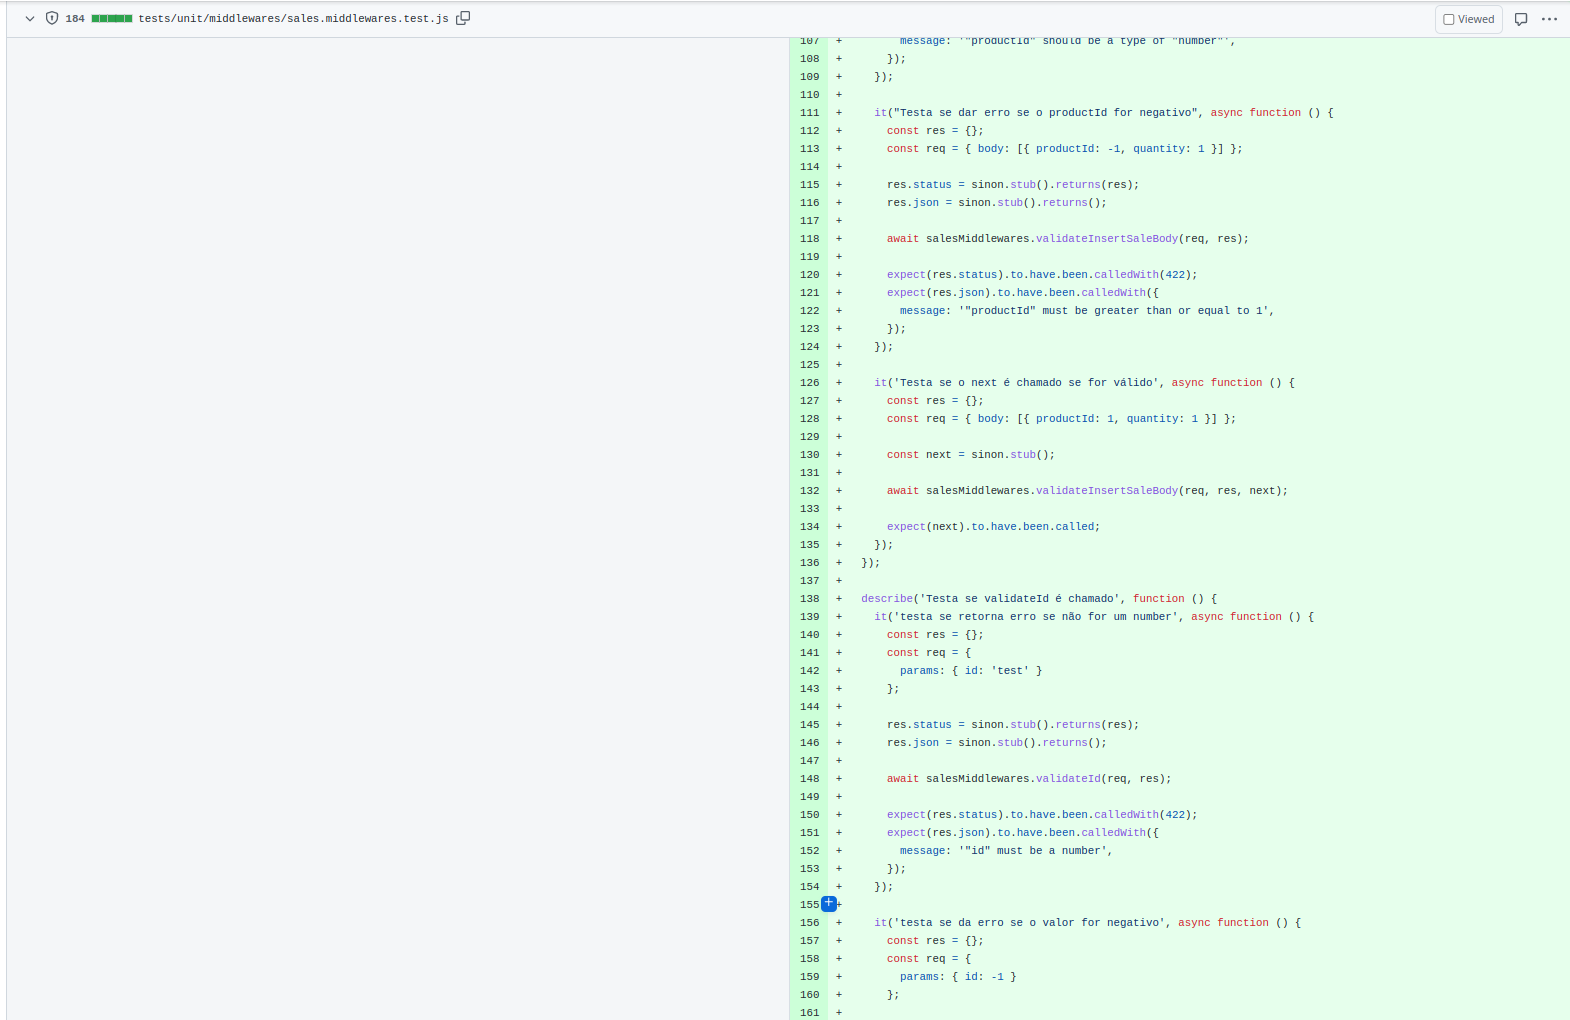 184 tests/unit/middlewares/sales.middlewares.test.js Viewed
107 + message: '"productId" should be a type of "number"',
108 + });
109 + });
110 +
111 + it("Testa se dar erro se o productId for negativo", async function () {
112 + const res = {};
113 + const req = { body: [{ productId: -1, quantity: 1 }] };
114 +
115 + res.status = sinon.stub().returns(res);
116 + res.json = sinon.stub().returns();
117 +
118 + await salesMiddlewares.validateInsertSaleBody(req, res);
119 +
120 + expect(res.status).to.have.been.calledWith(422);
121 + expect(res.json).to.have.been.calledWith({
122 + message: '"productId" must be greater than or equal to 1',
123 + });
124 + });
125 +
126 + it('Testa se o next é chamado se for válido', async function () {
127 + const res = {};
128 + const req = { body: [{ productId: 1, quantity: 1 }] };
129 +
130 + const next = sinon.stub();
131 +
132 + await salesMiddlewares.validateInsertSaleBody(req, res, next);
133 +
134 + expect(next).to.have.been.called;
135 + });
136 + });
137 +
138 + describe('Testa se validateId é chamado', function () {
139 + it('testa se retorna erro se não for um number', async function () {
140 + const res = {};
141 + const req = {
142 + params: { id: 'test' }
143 + };
144 +
145 + res.status = sinon.stub().returns(res);
146 + res.json = sinon.stub().returns();
147 +
148 + await salesMiddlewares.validateId(req, res);
149 +
150 + expect(res.status).to.have.been.calledWith(422);
151 + expect(res.json).to.have.been.calledWith({
152 + message: '"id" must be a number',
153 + });
154 + });
155 +
156 + it('testa se da erro se o valor for negativo', async function () {
157 + const res = {};
158 + const req = {
159 + params: { id: -1 }
160 + };
161 +